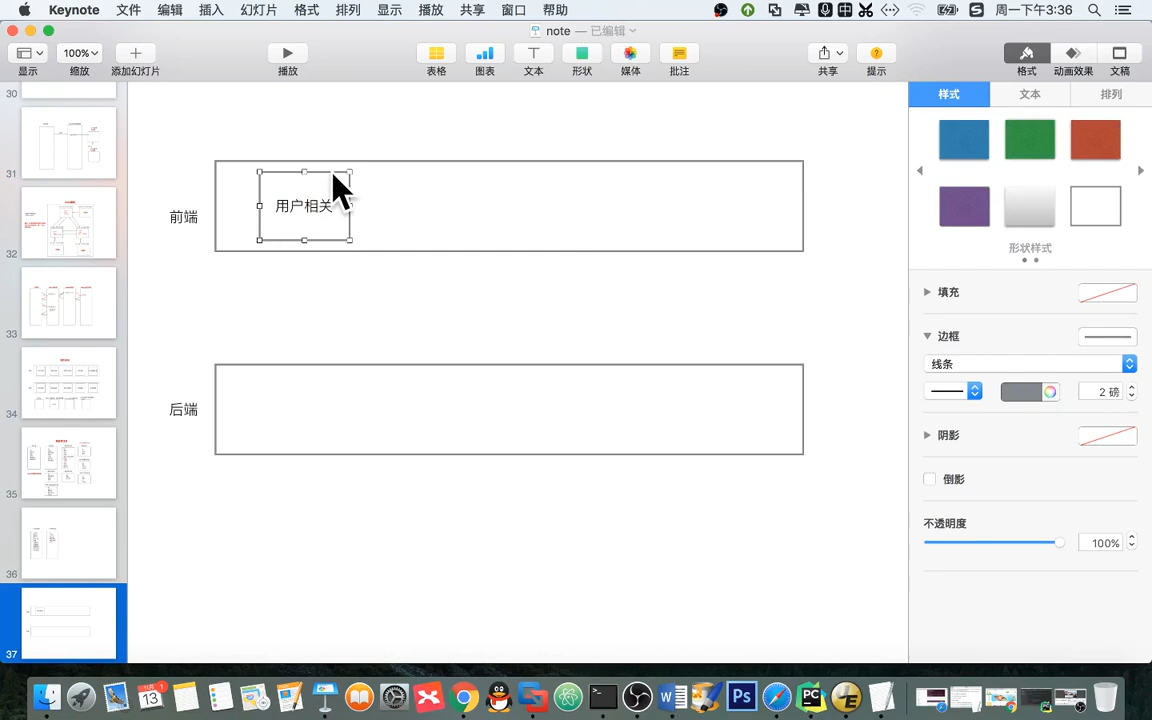 Keynote 文件 编辑 插入 幻灯片 格式 排列 显示 播放 共享 窗口 帮助 周一下午3:36
note — 已编辑
100%
显示 缩放 添加幻灯片 播放 表格 图表 文本 形状 媒体 批注 共享 提示 格式 动画效果 文稿
样式 文本 排列
30
31
32
33
34
35
36
37
前端
用户相关
后端
形状样式
填充
边框
线条
2 磅
阴影
倒影
不透明度
100%
13
W
Ps
PC